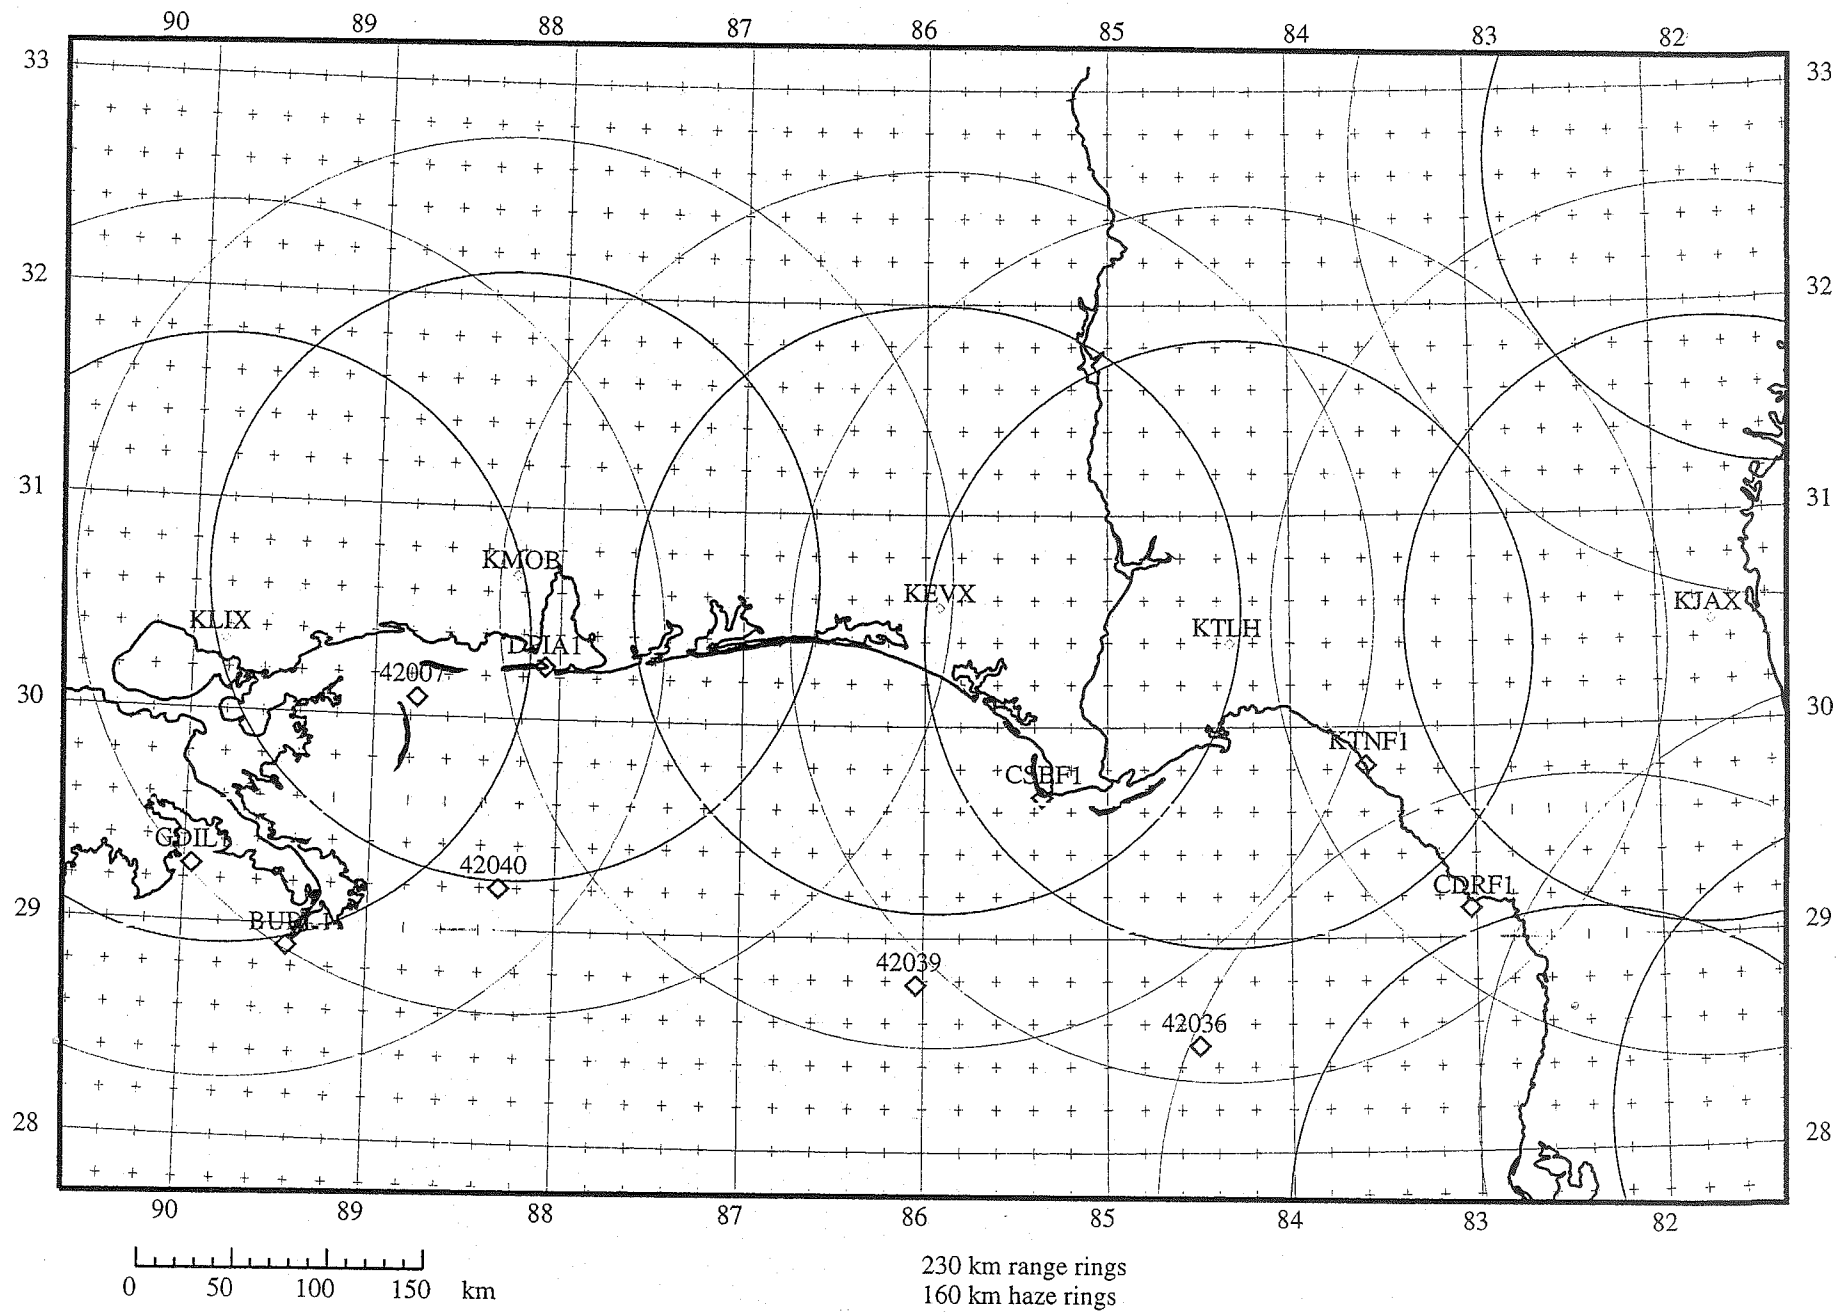 90 89 88 87 86 85 84 83 82
33 33
32 32
31 31
KMOB
KEVX
KLIX
KJAX
KTLH
DPIA1
42007
30 30
KTNF1
CSBF1
GDIL1
42040
CDRF1
29 29
BURL1
42039
42036
28 28
90 89 88 87 86 85 84 83 82
0 50 100 150 km
230 km range rings
160 km haze rings